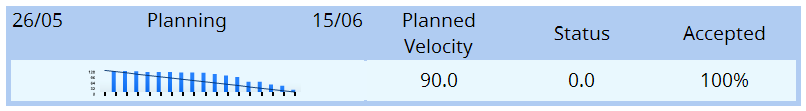 26/05 Planning 15/06
Planned
Velocity
Status
Accepted
90.0
0.0
100%